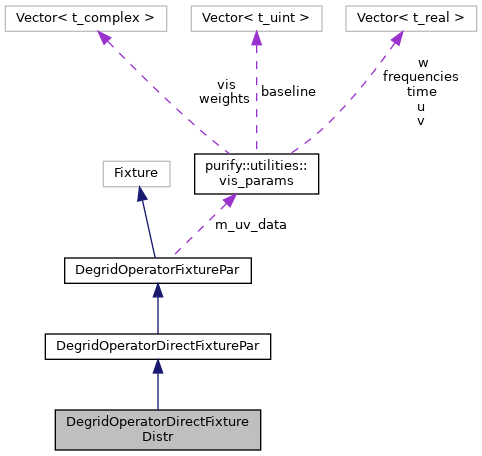 Vector< t_complex >
Vector< t_uint >
Vector< t_real >
vis
weights
baseline
w
frequencies
time
u
v
Fixture
purify::utilities::
vis_params
m_uv_data
DegridOperatorFixturePar
DegridOperatorDirectFixturePar
DegridOperatorDirectFixture
Distr